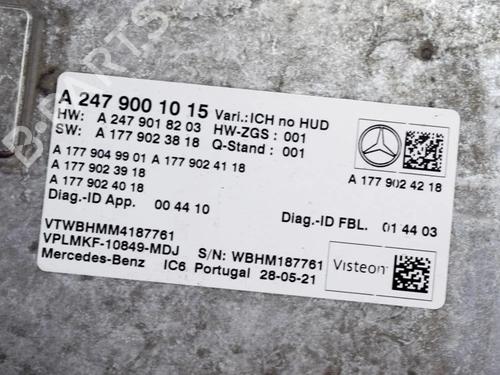 B-PARTS
A 247 900 10 15 Vari.: ICH no HUD
HW: A 247 901 82 03 HW-ZGS : 001
SW: A 177 902 38 18 Q-Stand : 001
A 177 904 99 01 A 177 902 41 18
A 177 902 42 18
A 177 902 39 18
A 177 902 40 18
Diag.-ID App. 00 44 10
Diag.-ID FBL. 01 44 03
VTWBHMM4187761
VPLMKF-10849-MDJ S/N: WBHM187761
Mercedes-Benz IC6 Portugal 28-05-21
Visteon